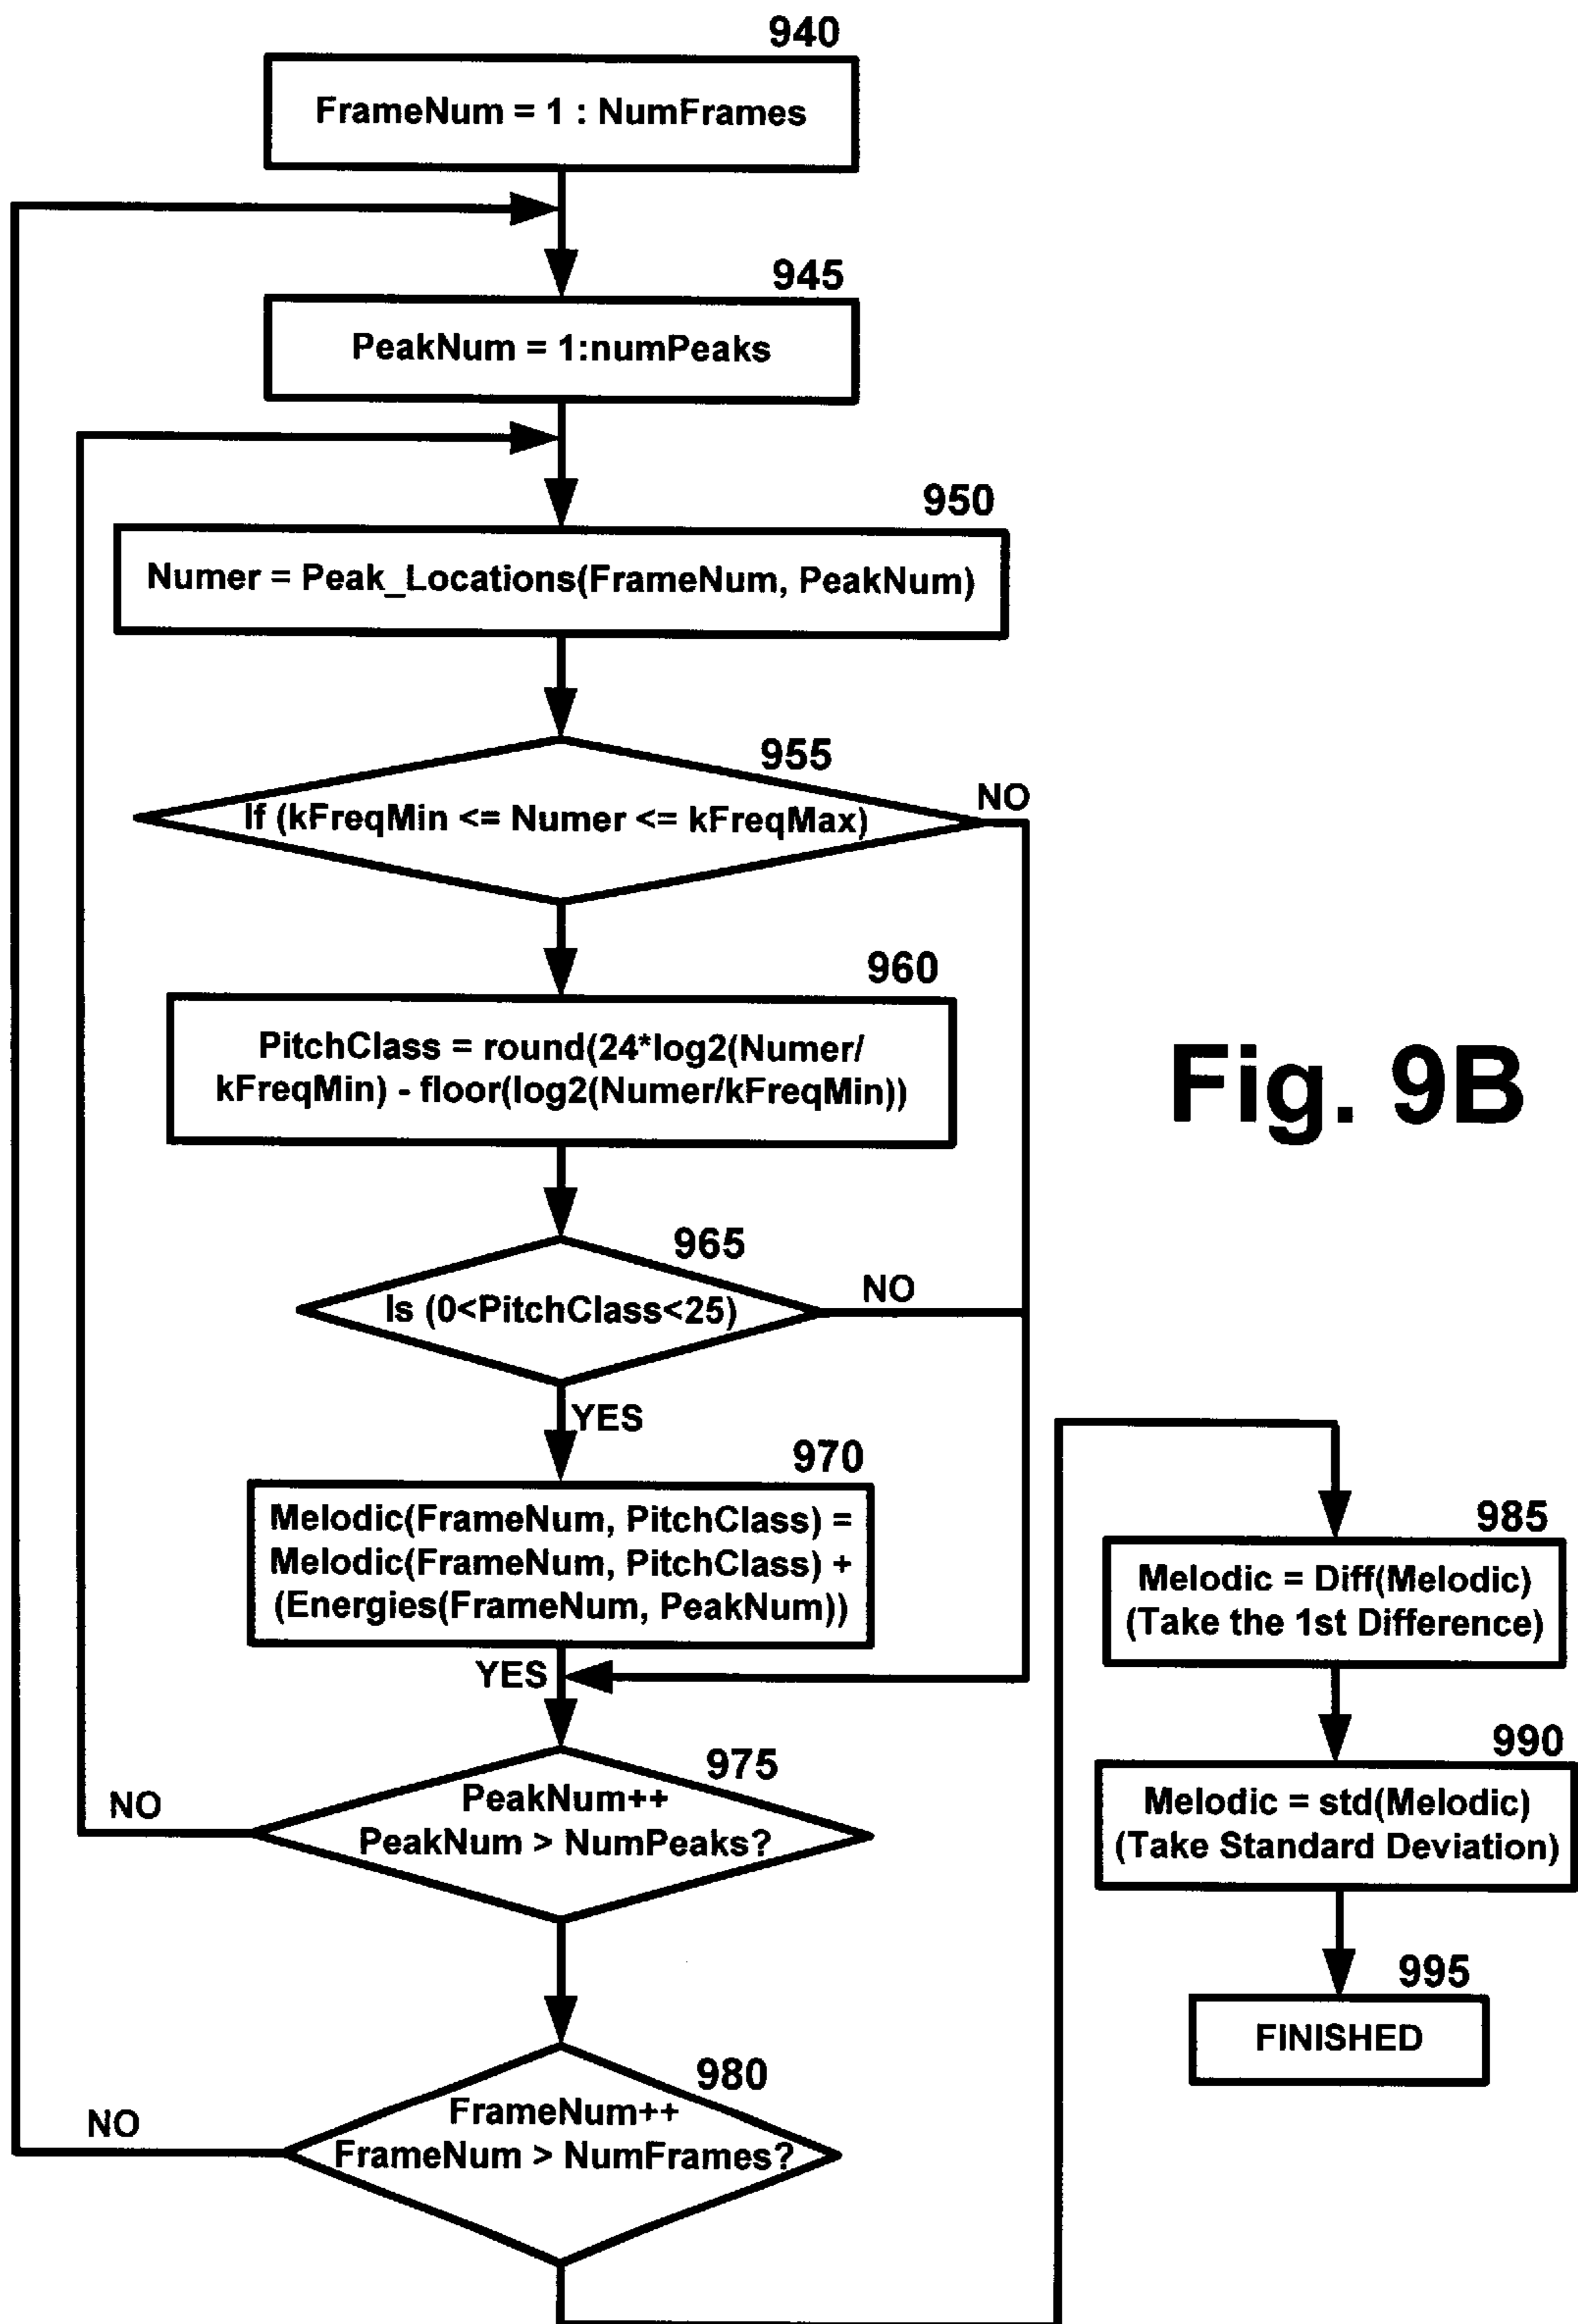 940
FrameNum = 1 : NumFrames
945
PeakNum = 1:numPeaks
950
Numer = Peak_Locations(FrameNum, PeakNum)
955
If (kFreqMin <= Numer <= kFreqMax)
NO
960
PitchClass = round(24*log2(Numer/
kFreqMin) - floor(log2(Numer/kFreqMin))
Fig. 9B
965
Is (0<PitchClass<25)
NO
YES
970
Melodic(FrameNum, PitchClass) =
Melodic(FrameNum, PitchClass) +
(Energies(FrameNum, PeakNum))
YES
975
PeakNum++
PeakNum > NumPeaks?
NO
980
FrameNum++
FrameNum > NumFrames?
NO
985
Melodic = Diff(Melodic)
(Take the 1st Difference)
990
Melodic = std(Melodic)
(Take Standard Deviation)
995
FINISHED